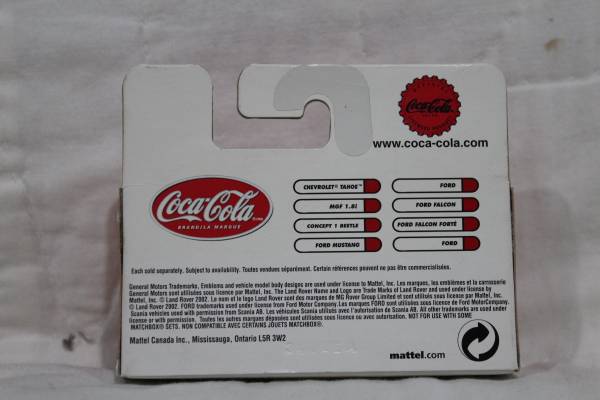 Coca-Cola
www.coca-cola.com
Coca-Cola
CHEVROLET® TAHOE™
FORD
MGF 1.8i
FORD FALCON
CONCEPT 1 BEETLE
FORD FALCON FORTÉ
FORD MUSTANG
FORD
Each cold separately. Subject to availability. Toutes vendues séparément. Certain références peuvent ne pas être commercialisées.
General Motors Trademarks, Emblems and vehicle model body designs are used under license to Mattel, Inc. Les marques, les emblèmes et la carrosserie
General Motors sont utilisés sous licence par Mattel, Inc. The Land Rover Name and Logo are Trade Marks of Land Rover and used under license by
Mattel, Inc. © Land Rover 2002. Le nom et le logo Land Rover sont des marques de MG Rover Group Limited et sont utilisés sous licence par Mattel, Inc.
© Land Rover 2002. FORD trademarks used under license from Ford Motor Company. Les marques FORD sont utilisées sous license de Ford MotorCompany.
Scania vehicles used with permission from Scania AB. Les véhicules Scania utilisés avec l'autorisation de Scania AB. All other trademarks are used under
license or with permission. Toutes les autres marques déposées sont utilisées sous licence ou avec autorisation. NOT FOR USE WITH SOME
MATCHBOX® SETS. NON COMPATIBLE AVEC CERTAINS JOUETS MATCHBOX®.
Mattel Canada Inc., Mississauga, Ontario L5R 3W2
mattel.com